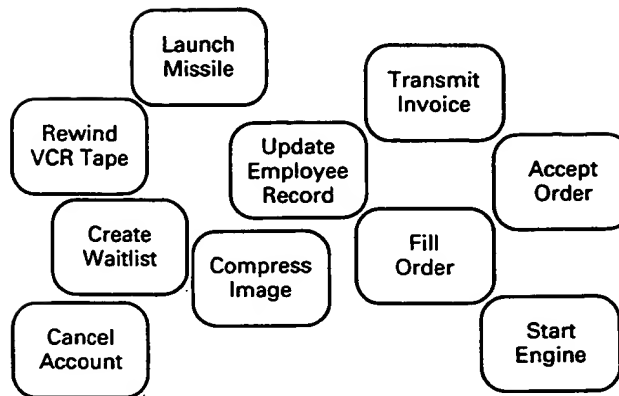 Launch
Missile
Transmit
Invoice
Rewind
VCR Tape
Update
Employee
Record
Accept
Order
Create
Waitlist
Compress
Image
Fill
Order
Cancel
Account
Start
Engine